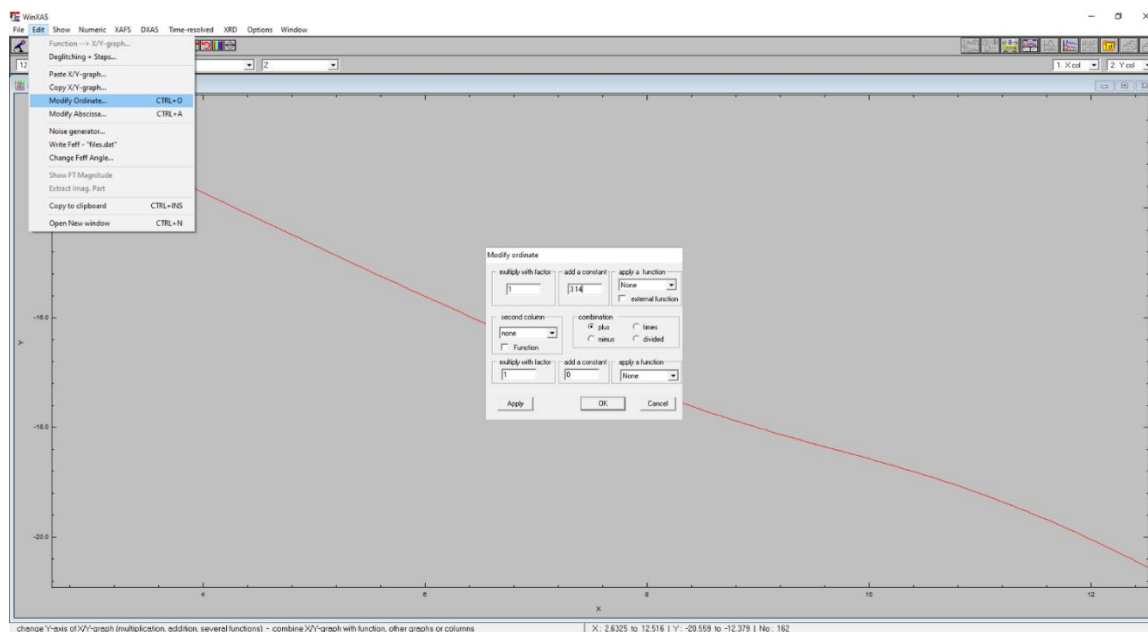 WinXAS
File Edit Show Numeric XAFS DXAS Time-resolved XRD Options Window
Function --> X/Y-graph...
Deglitching + Steps...
Paste X/Y-graph...
Copy X/Y-graph...
Modify Ordinate... CTRL+O
Modify Abscissa... CTRL+A
Noise generator...
Write Feff - "files.dat"
Change Feff Angle...
Show FT Magnitude
Extract Imag. Part
Copy to clipboard CTRL+INS
Open New window CTRL+N
12
Z
1. X col
2. Y col
4 6 8 10 12
Modify ordinate
multiply with factor add a constant apply a function
1 3.14 None
external function
second column combination
none plus times
minus divided
Function
multiply with factor add a constant apply a function
1 0 None
Apply OK Cancel
-16.0
Y
-18.0
-20.0
4 6 8 10 12
X
change Y-axis of X/Y-graph (multiplication, addition, several functions) - combine X/Y-graph with function, other graphs or columns
X: 2.6325 to 12.516 | Y: -20.559 to -12.379 | No: 162